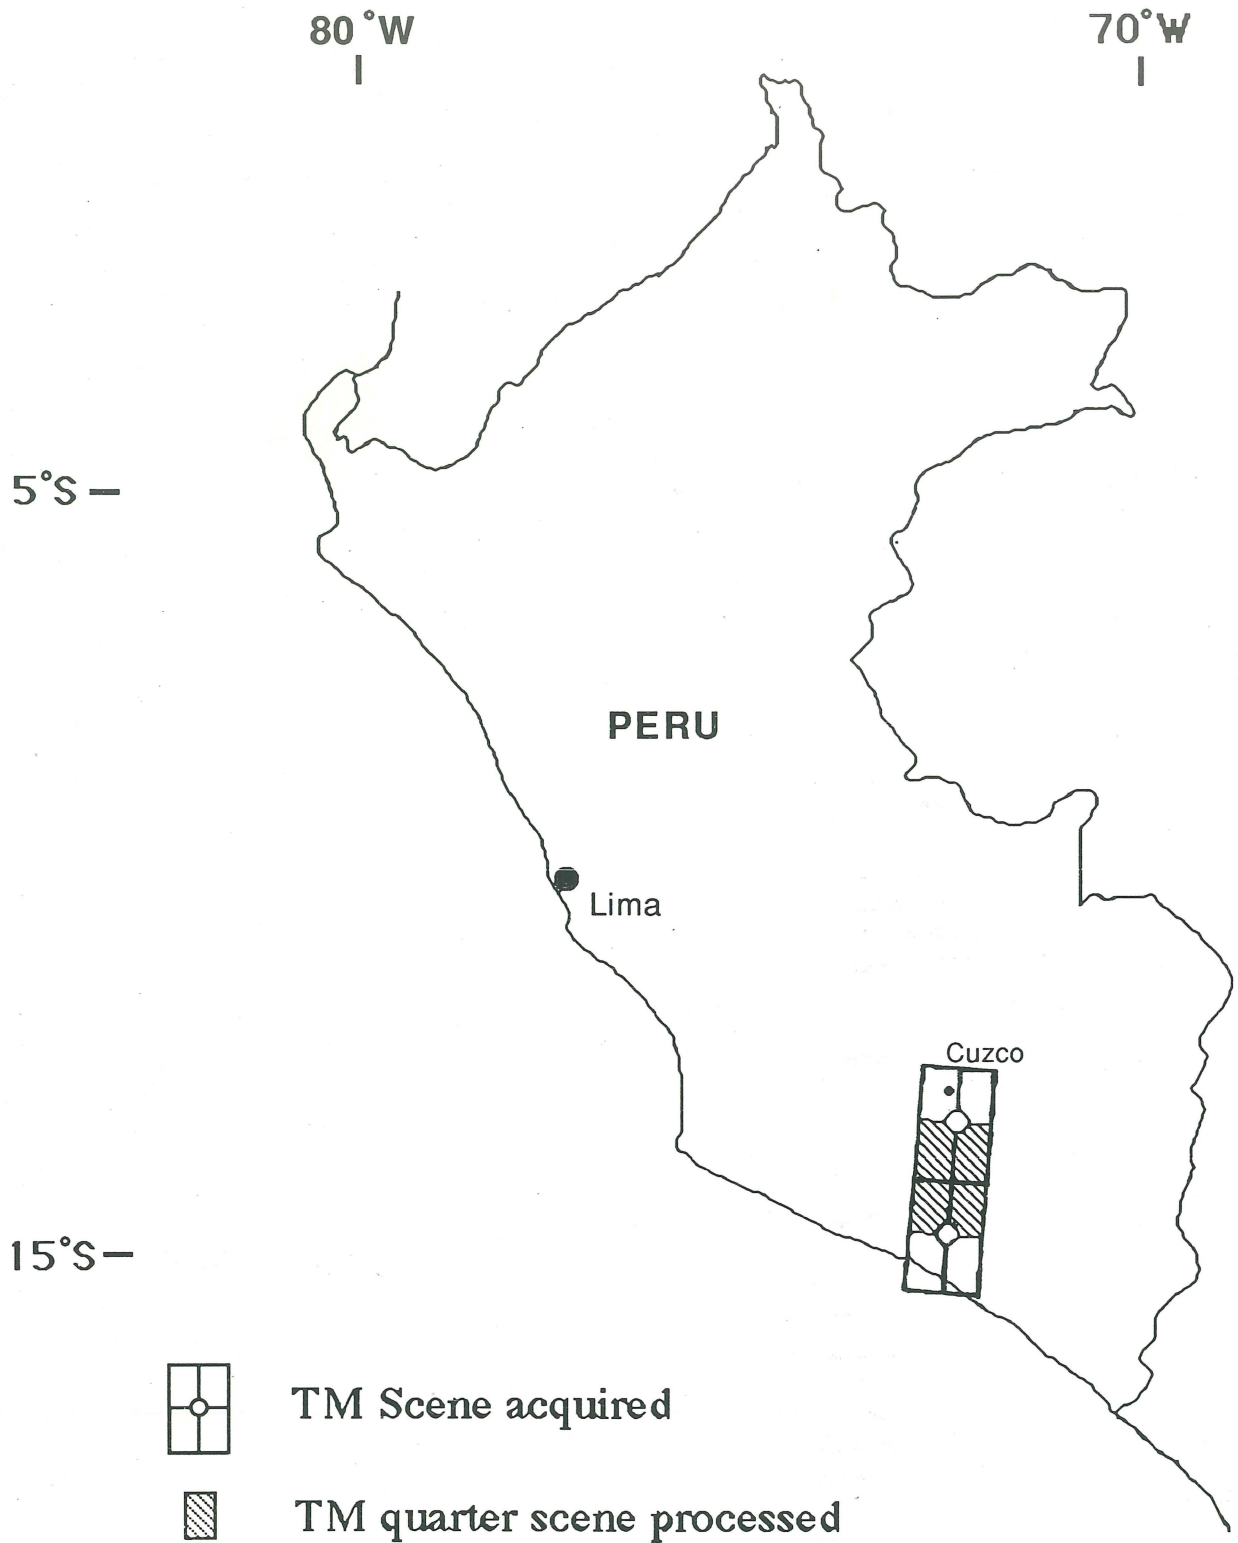 80°W
70°W
5°S
PERU
Lima
Cuzco
15°S
TM Scene acquired
TM quarter scene processed